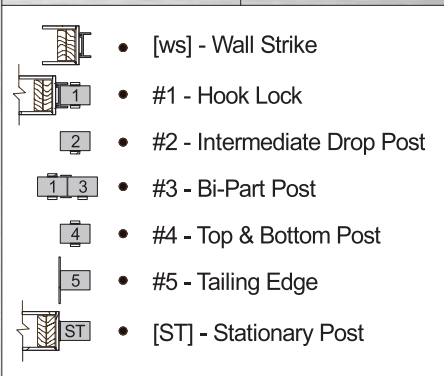 [ws] - Wall Strike
1 #1 - Hook Lock
2 #2 - Intermediate Drop Post
1 3 #3 - Bi-Part Post
4 #4 - Top & Bottom Post
5 #5 - Tailing Edge
ST [ST] - Stationary Post